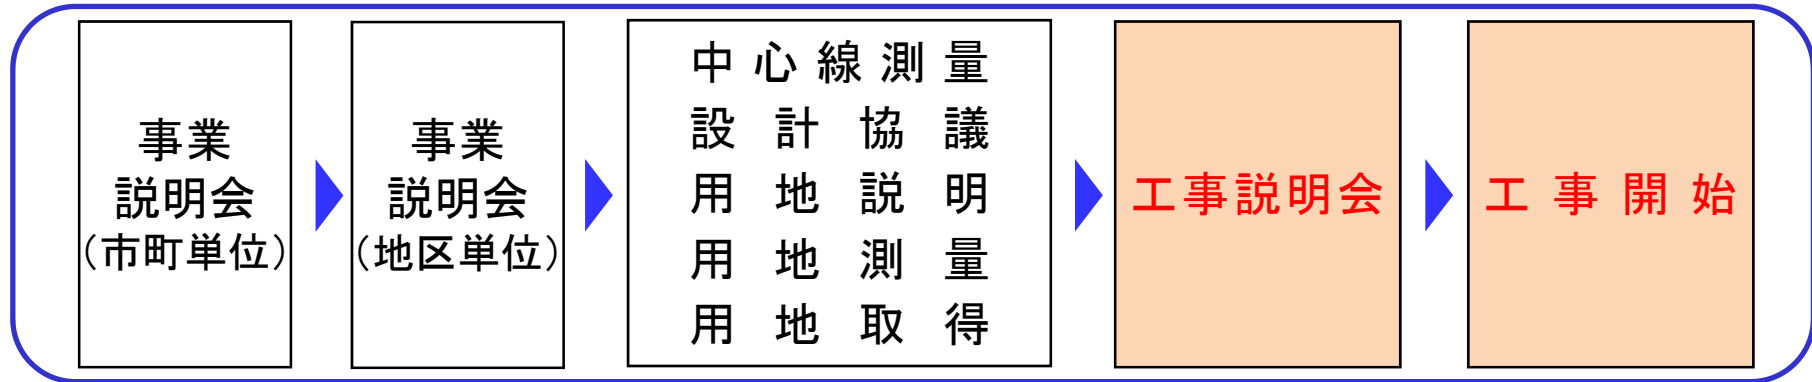 事業
説明会
（市町単位）
事業
説明会
（地区単位）
中心線測量
設計協議
用地説明
用地測量
用地取得
工事説明会
工事開始